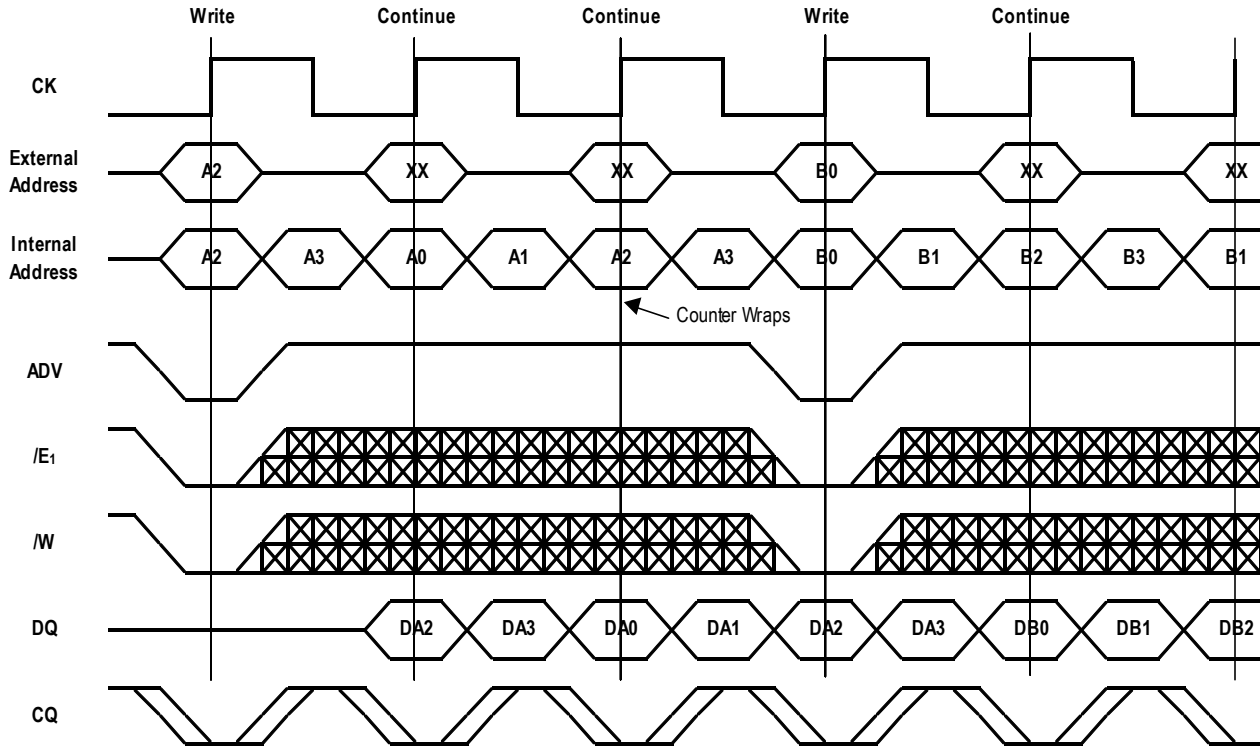 Write Continue Continue Write Continue
CK
External
Address
A2 XX XX B0 XX XX
Internal
Address
A2 A3 A0 A1 A2 A3 B0 B1 B2 B3 B1
Counter Wraps
ADV
/E1
/W
DQ DA2 DA3 DA0 DA1 DA2 DA3 DB0 DB1 DB2
CQ